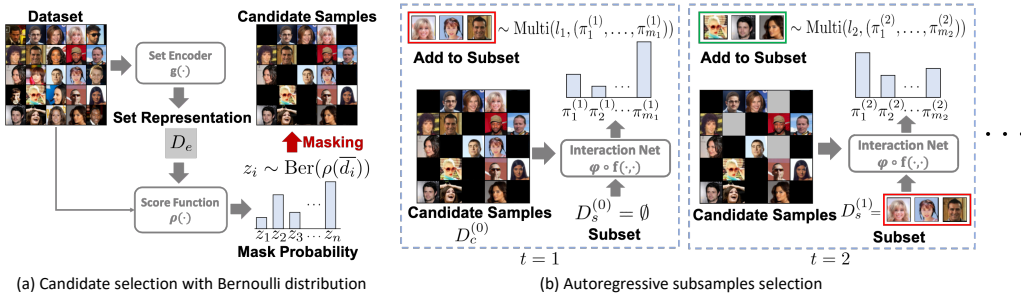 Dataset
Set Encoder
g(·)
Set Representation
D_e
Score Function
ρ(·)
Candidate Samples
Masking
z_i ∼ Ber(ρ(\overline{d_i}))
...
z_1 z_2 z_3 ... z_n
Mask Probability
(a) Candidate selection with Bernoulli distribution
∼ Multi(l_1, (π_1^{(1)}, …, π_{m_1}^{(1)}))
Add to Subset
...
π_1^{(1)} π_2^{(1)} ... π_{m_1}^{(1)}
Interaction Net
φ ∘ f(·,·)
Candidate Samples
D_c^{(0)}
D_s^{(0)} = ∅
Subset
t = 1
∼ Multi(l_2, (π_1^{(2)}, …, π_{m_2}^{(2)}))
Add to Subset
...
π_1^{(2)} π_2^{(2)} ... π_{m_2}^{(2)}
Interaction Net
φ ∘ f(·,·)
Candidate Samples
D_s^{(1)} =
Subset
t = 2
. . .
(b) Autoregressive subsamples selection